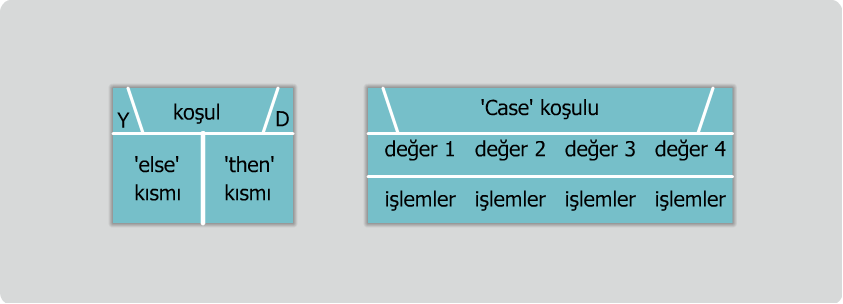 Y koşul D
'else' kısmı
'then' kısmı
'Case' koşulu
değer 1 değer 2 değer 3 değer 4
işlemler işlemler işlemler işlemler